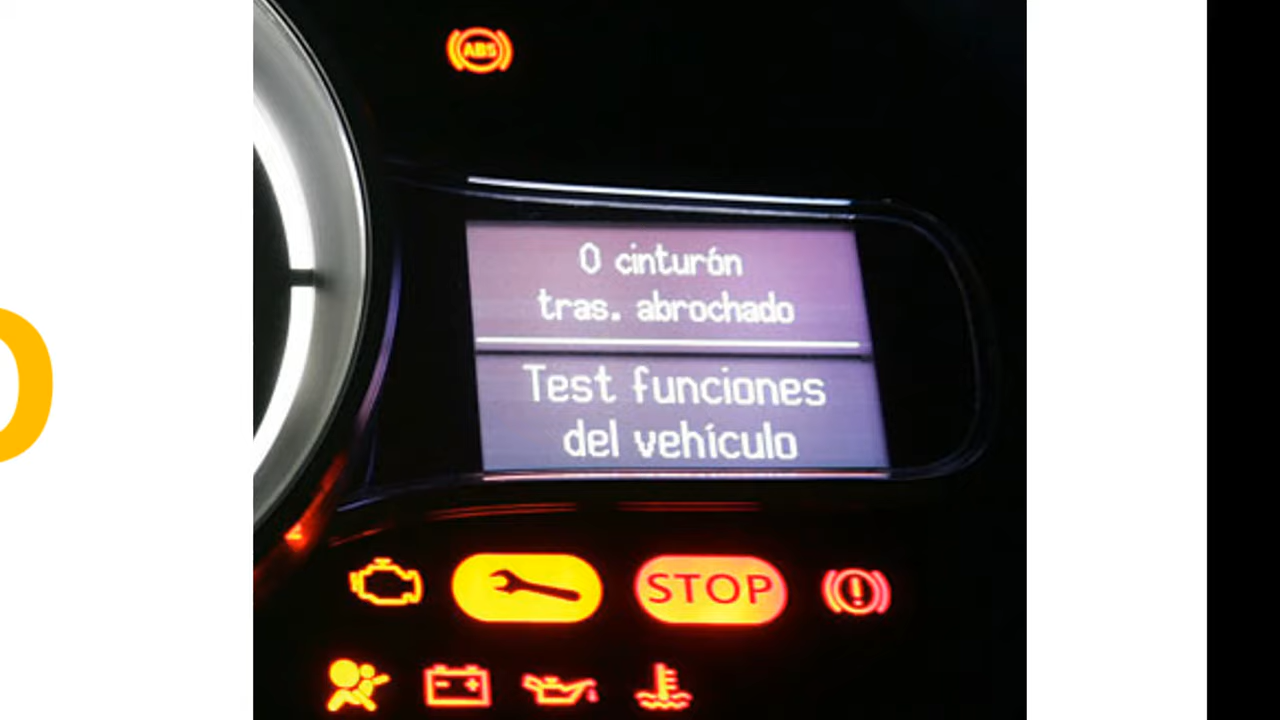 ABS
0 cinturón
tras. abrochado
Test funciones
del vehículo
STOP